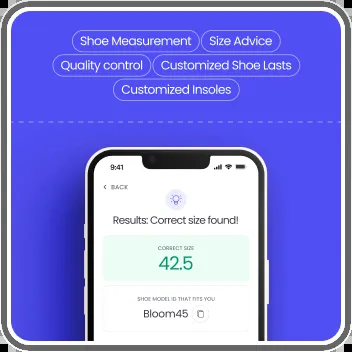 Shoe Measurement Size Advice
Quality control Customized Shoe Lasts
Customized Insoles
9:41
< BACK
Results: Correct size found!
CORRECT SIZE
42.5
SHOE MODEL ID THAT FITS YOU
Bloom45